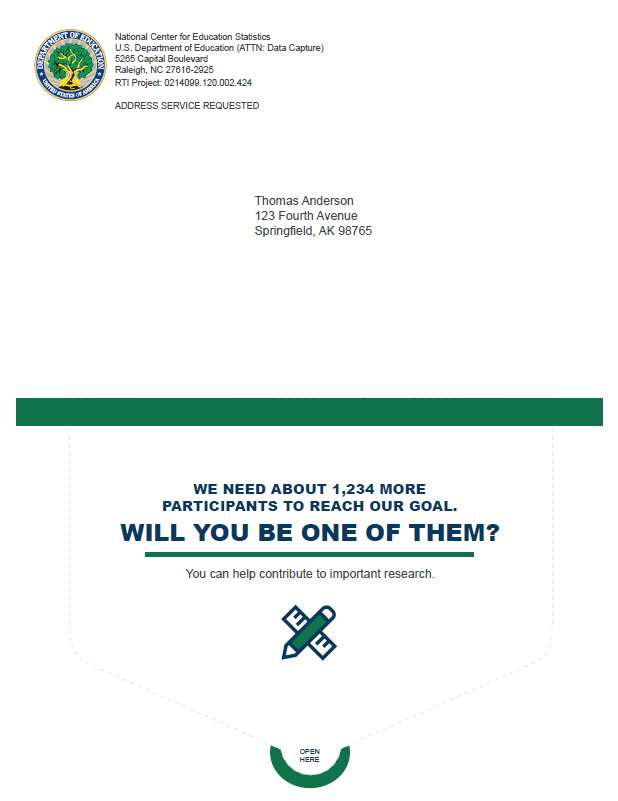 DEPARTMENT OF EDUCATION
UNITED STATES OF AMERICA
National Center for Education Statistics
U.S. Department of Education (ATTN: Data Capture)
5265 Capital Boulevard
Raleigh, NC 27616-2925
RTI Project: 0214099.120.002.424
ADDRESS SERVICE REQUESTED
Thomas Anderson
123 Fourth Avenue
Springfield, AK 98765
WE NEED ABOUT 1,234 MORE
PARTICIPANTS TO REACH OUR GOAL.
WILL YOU BE ONE OF THEM?
You can help contribute to important research.
OPEN
HERE